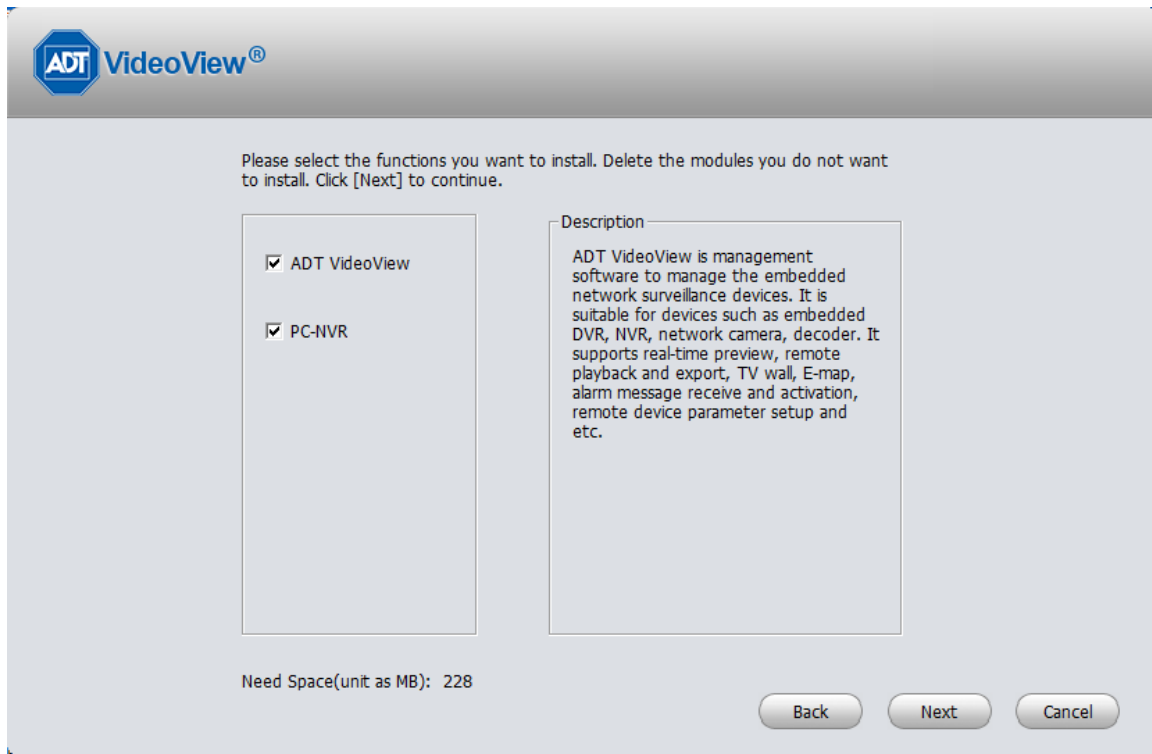 ADT VideoView®
Please select the functions you want to install. Delete the modules you do not want
to install. Click [Next] to continue.
ADT VideoView
PC-NVR
Description
ADT VideoView is management
software to manage the embedded
network surveillance devices. It is
suitable for devices such as embedded
DVR, NVR, network camera, decoder. It
supports real-time preview, remote
playback and export, TV wall, E-map,
alarm message receive and activation,
remote device parameter setup and
etc.
Need Space(unit as MB): 228
Back Next Cancel